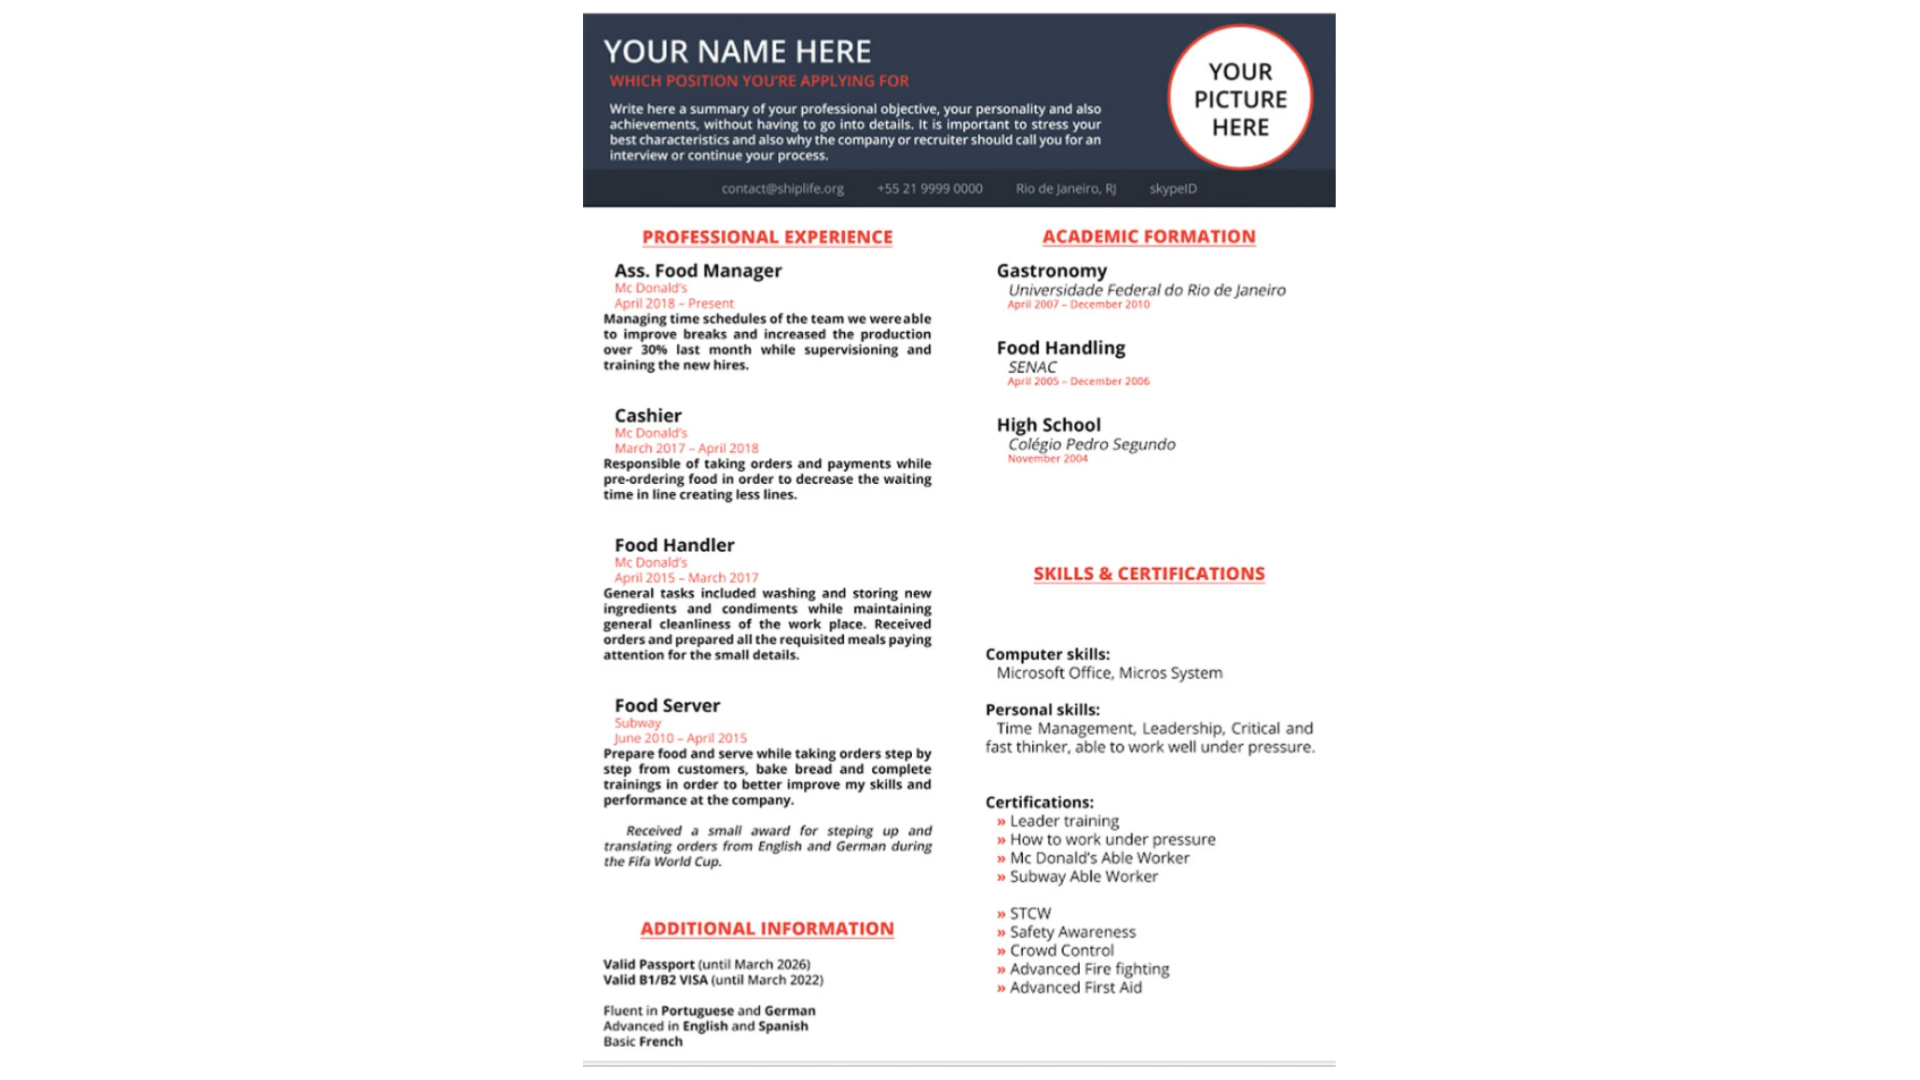 YOUR NAME HERE
WHICH POSITION YOU'RE APPLYING FOR
Write here a summary of your professional objective, your personality and also
achievements, without having to go into details. It is important to stress your
best characteristics and also why the company or recruiter should call you for an
interview or continue your process.
YOUR
PICTURE
HERE
contact@shiplife.org +55 21 9999 0000 Rio de Janeiro, RJ skypeID
PROFESSIONAL EXPERIENCE
Ass. Food Manager
Mc Donald's
April 2018 – Present
Managing time schedules of the team we were able
to improve breaks and increased the production
over 30% last month while supervisioning and
training the new hires.
Cashier
Mc Donald's
March 2017 – April 2018
Responsible of taking orders and payments while
pre-ordering food in order to decrease the waiting
time in line creating less lines.
Food Handler
Mc Donald's
April 2015 – March 2017
General tasks included washing and storing new
ingredients and condiments while maintaining
general cleanliness of the work place. Received
orders and prepared all the requisited meals paying
attention for the small details.
Food Server
Subway
June 2010 – April 2015
Prepare food and serve while taking orders step by
step from customers, bake bread and complete
trainings in order to better improve my skills and
performance at the company.
Received a small award for steping up and
translating orders from English and German during
the Fifa World Cup.
ADDITIONAL INFORMATION
Valid Passport (until March 2026)
Valid B1/B2 VISA (until March 2022)
Fluent in Portuguese and German
Advanced in English and Spanish
Basic French
ACADEMIC FORMATION
Gastronomy
Universidade Federal do Rio de Janeiro
April 2007 – December 2010
Food Handling
SENAC
April 2005 – December 2006
High School
Colégio Pedro Segundo
November 2004
SKILLS & CERTIFICATIONS
Computer skills:
Microsoft Office, Micros System
Personal skills:
Time Management, Leadership, Critical and
fast thinker, able to work well under pressure.
Certifications:
» Leader training
» How to work under pressure
» Mc Donald's Able Worker
» Subway Able Worker
» STCW
» Safety Awareness
» Crowd Control
» Advanced Fire fighting
» Advanced First Aid